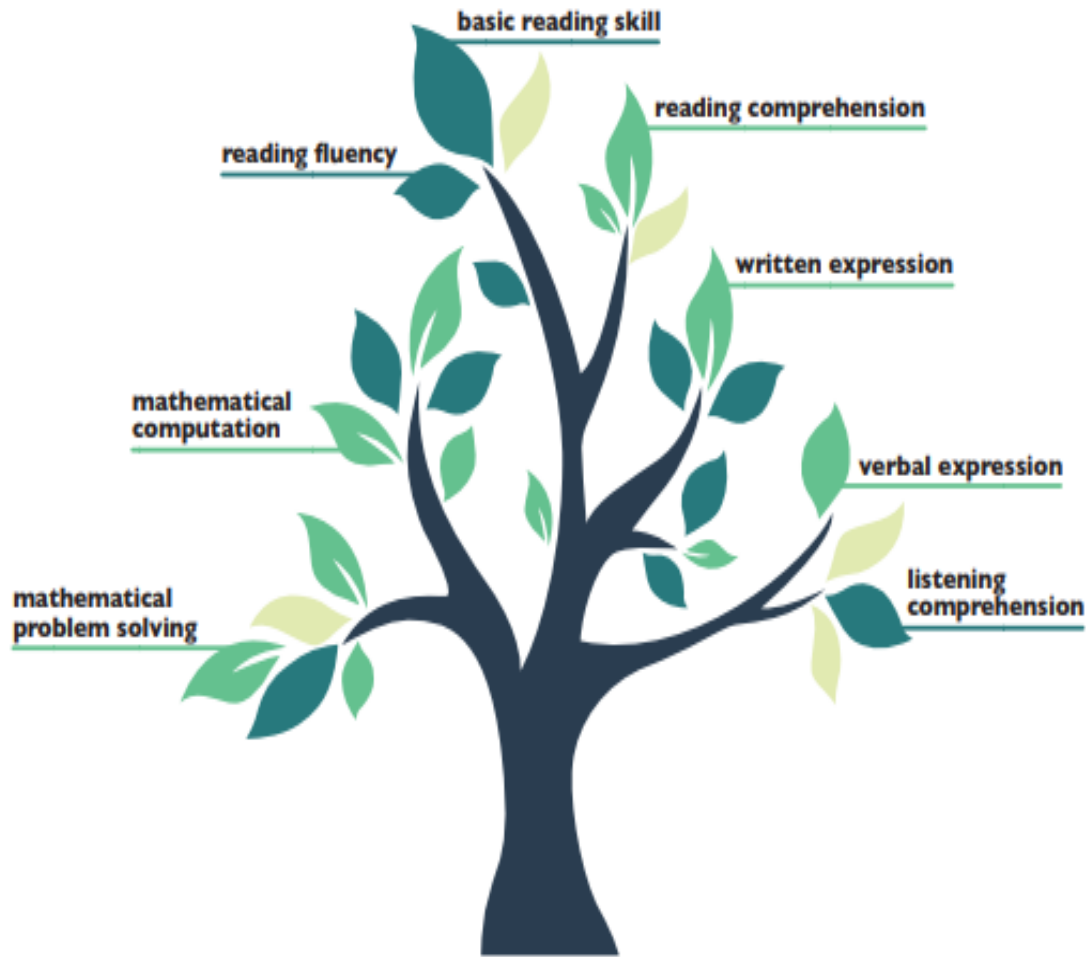 basic reading skill
reading comprehension
reading fluency
written expression
mathematical
computation
verbal expression
listening
comprehension
mathematical
problem solving